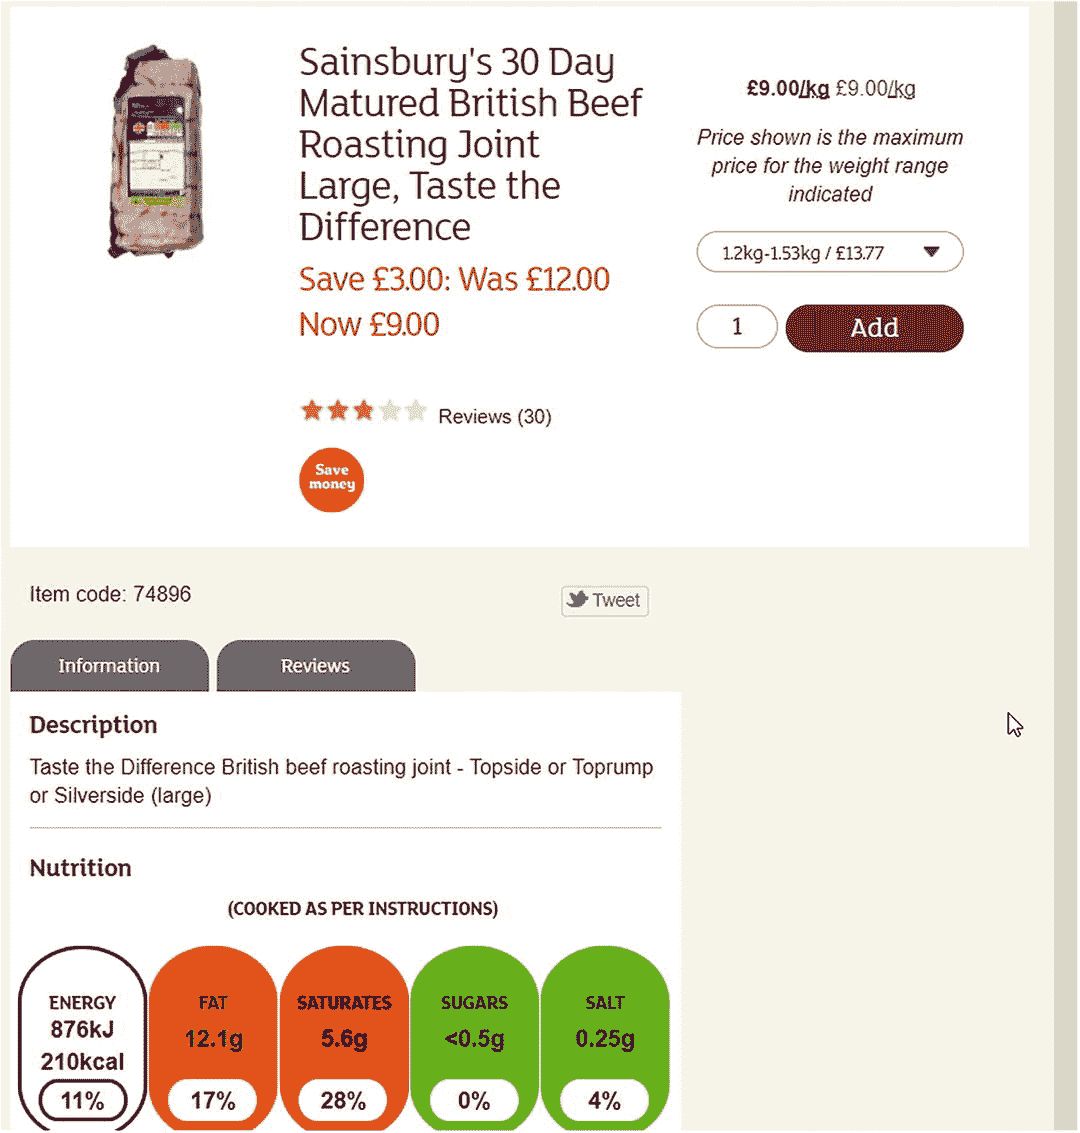 Sainsbury's 30 Day
Matured British Beef
Roasting Joint
Large, Taste the
Difference
Save £3.00: Was £12.00
Now £9.00
Reviews (30)
Save
money
£9.00/kg £9.00/kg
Price shown is the maximum
price for the weight range
indicated
1.2kg-1.53kg / £13.77
1 Add
Item code: 74896
Tweet
Information Reviews
Description
Taste the Difference British beef roasting joint - Topside or Toprump
or Silverside (large)
Nutrition
(COOKED AS PER INSTRUCTIONS)
ENERGY FAT SATURATES SUGARS SALT
876kJ 12.1g 5.6g <0.5g 0.25g
210kcal
11% 17% 28% 0% 4%